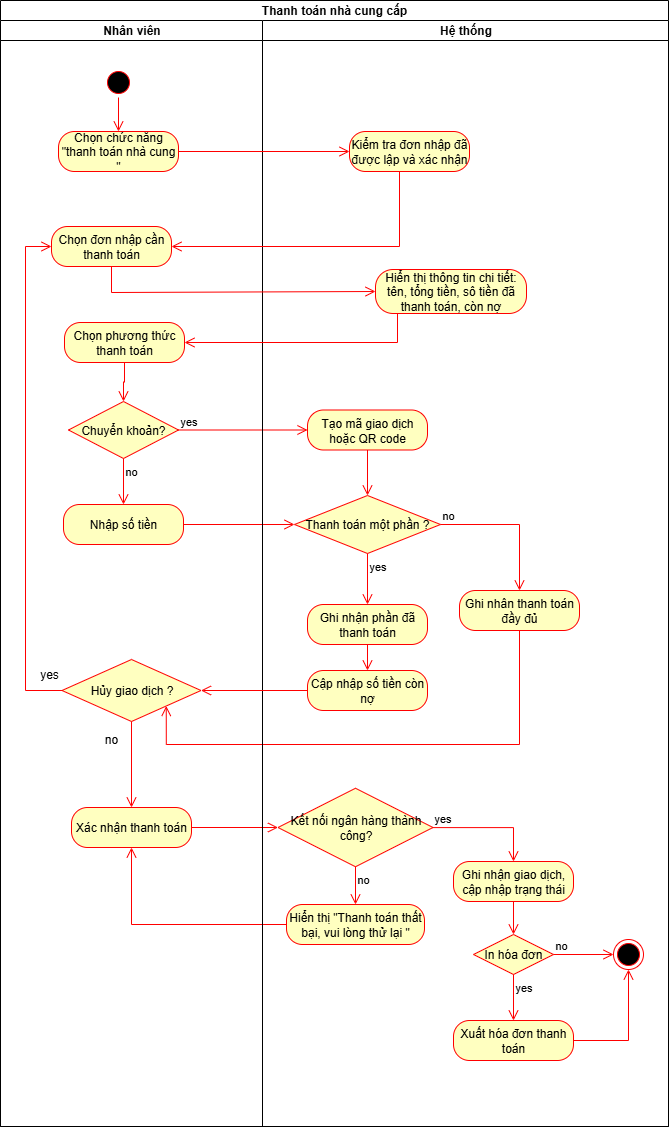 Thanh toán nhà cung cấp
Nhân viên
Hệ thống
Chọn chức năng
"thanh toán nhà cung
"
Kiểm tra đơn nhập đã
được lập và xác nhận
Chọn đơn nhập cần
thanh toán
Hiển thị thông tin chi tiết:
tên, tổng tiền, số tiền đã
thanh toán, còn nợ
Chọn phương thức
thanh toán
Chuyển khoản?
yes
Tạo mã giao dịch
hoặc QR code
no
Nhập số tiền
Thanh toán một phần ?
no
yes
Ghi nhận phần đã
thanh toán
Ghi nhân thanh toán
đầy đủ
yes
Hủy giao dịch ?
Cập nhập số tiền còn
nợ
no
Xác nhận thanh toán
Kết nối ngân hàng thành
công?
yes
Ghi nhận giao dịch,
cập nhập trạng thái
no
Hiển thị "Thanh toán thất
bại, vui lòng thử lại "
In hóa đơn
no
yes
Xuất hóa đơn thanh
toán